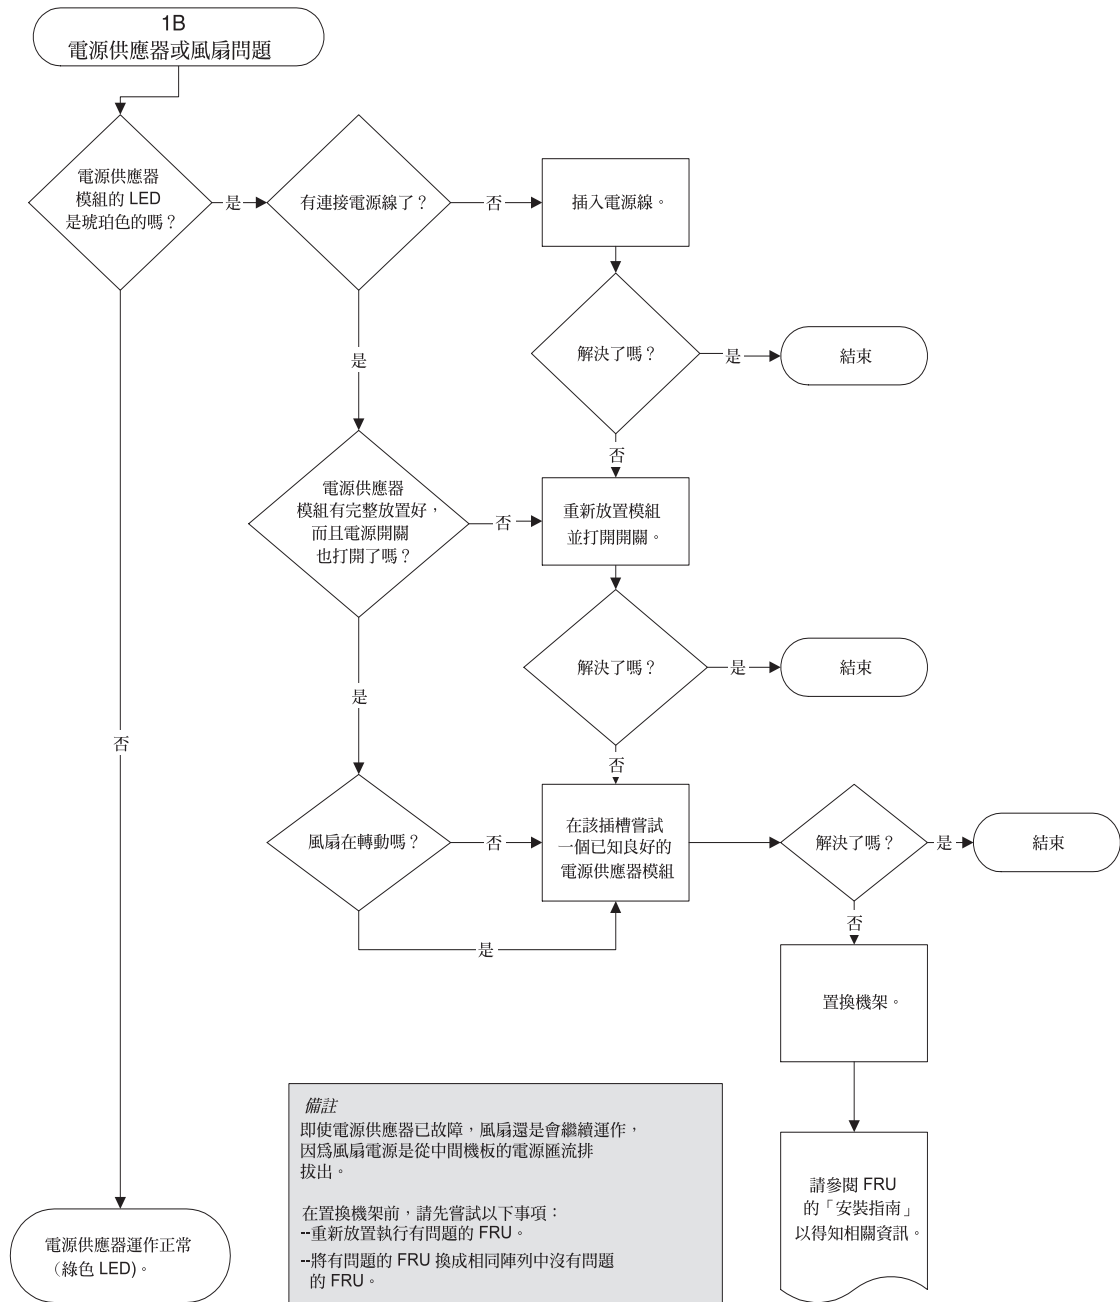 1B
電源供應器或風扇問題
電源供應器
模組的 LED
是琥珀色的嗎？
是
有連接電源線了？
否
插入電源線。
解決了嗎？
是
結束
是
否
電源供應器
模組有完整放置好，
而且電源開關
也打開了嗎？
否
重新放置模組
並打開開關。
解決了嗎？
是
結束
是
否
否
風扇在轉動嗎？
否
在該插槽嘗試
一個已知良好的
電源供應器模組
解決了嗎？
是
結束
是
否
置換機架。
備註
即使電源供應器已故障，風扇還是會繼續運作，
因為風扇電源是從中間機板的電源匯流排
拔出。
在置換機架前，請先嘗試以下事項：
--重新放置執行有問題的 FRU。
--將有問題的 FRU 換成相同陣列中沒有問題
的 FRU。
請參閱 FRU
的「安裝指南」
以得知相關資訊。
電源供應器運作正常
（綠色 LED)。